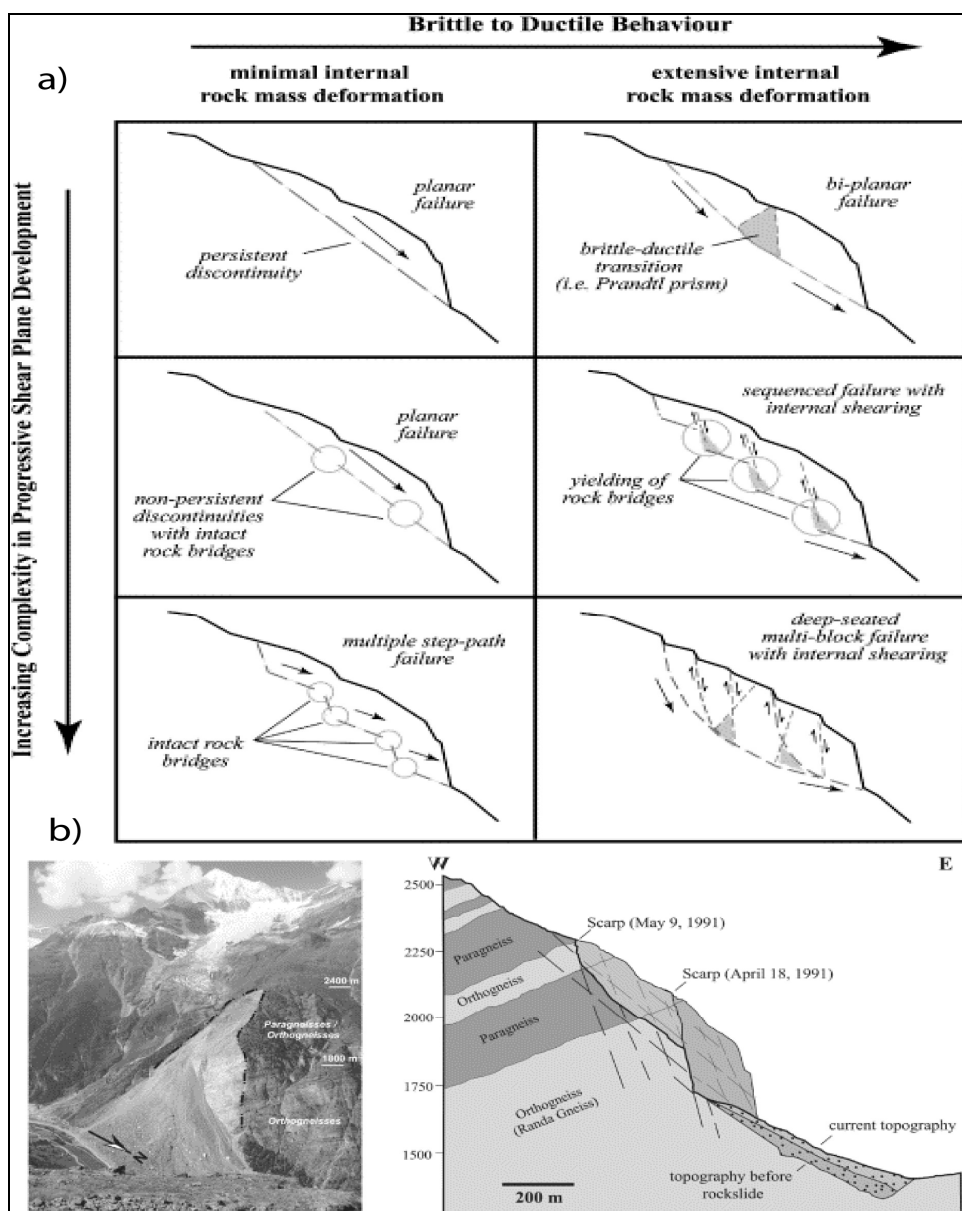 Brittle to Ductile Behaviour
a)
minimal internal
rock mass deformation
extensive internal
rock mass deformation
Increasing Complexity in Progressive Shear Plane Development
planar
failure
persistent
discontinuity
bi-planar
failure
brittle-ductile
transition
(i.e. Prandtl prism)
planar
failure
non-persistent
discontinuities
with intact
rock bridges
sequenced failure with
internal shearing
yielding of
rock bridges
multiple step-path
failure
intact rock
bridges
deep-seated
multi-block failure
with internal shearing
b)
2400 m
Paragneisses /
Orthogneisses
1800 m
Orthogneisses
N
W
E
2500
2250
2000
1750
1500
Scarp (May 9, 1991)
Scarp (April 18, 1991)
Paragneiss
Orthogneiss
Paragneiss
Orthogneiss
(Randa Gneiss)
current topography
topography before
rockslide
200 m